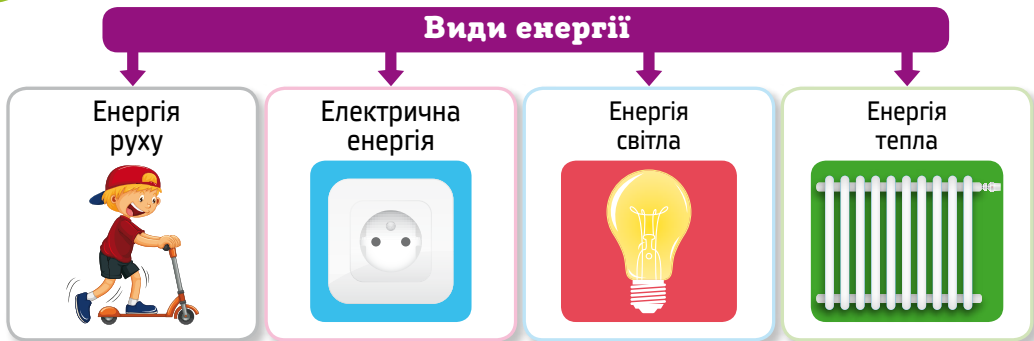 Види енергії
Енергія
руху
Електрична
енергія
Енергія
світла
Енергія
тепла